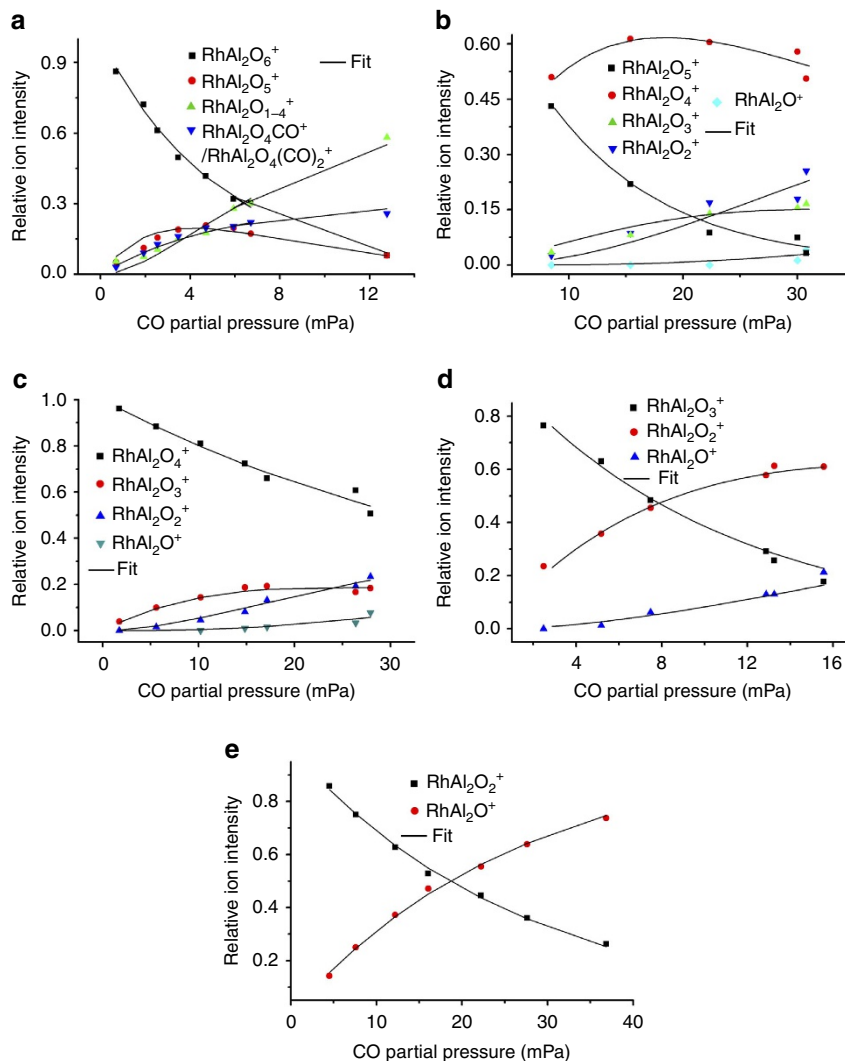 a
0.9
0.6
0.3
0.0
Relative ion intensity
RhAl₂O₆⁺
RhAl₂O₅⁺
RhAl₂O₁₋₄⁺
RhAl₂O₄CO⁺
/RhAl₂O₄(CO)₂⁺
Fit
0 4 8 12
CO partial pressure (mPa)
b
0.60
0.45
0.30
0.15
0.00
Relative ion intensity
RhAl₂O₅⁺
RhAl₂O₄⁺
RhAl₂O₃⁺
RhAl₂O₂⁺
RhAl₂O⁺
Fit
10 20 30
CO partial pressure (mPa)
c
1.0
0.8
0.6
0.4
0.2
0.0
Relative ion intensity
RhAl₂O₄⁺
RhAl₂O₃⁺
RhAl₂O₂⁺
RhAl₂O⁺
Fit
0 10 20 30
CO partial pressure (mPa)
d
0.8
0.6
0.4
0.2
0.0
Relative ion intensity
RhAl₂O₃⁺
RhAl₂O₂⁺
RhAl₂O⁺
Fit
4 8 12 16
CO partial pressure (mPa)
e
0.8
0.6
0.4
0.2
Relative ion intensity
RhAl₂O₂⁺
RhAl₂O⁺
Fit
0 10 20 30 40
CO partial pressure (mPa)